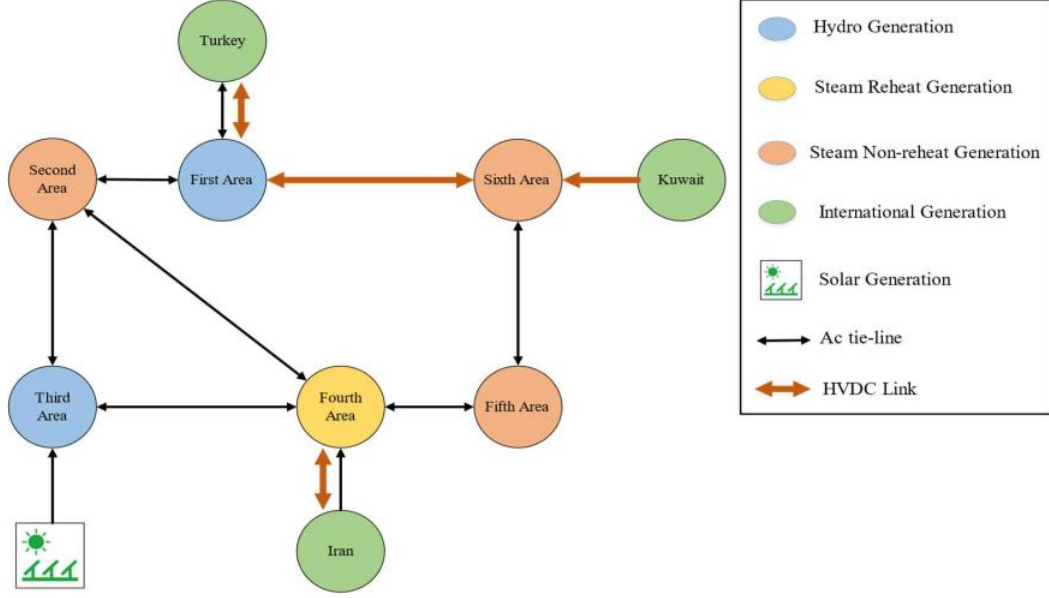 Turkey
Second
Area
First Area
Sixth Area
Kuwait
Third
Area
Fourth
Area
Fifth Area
Iran
Hydro Generation
Steam Reheat Generation
Steam Non-reheat Generation
International Generation
Solar Generation
Ac tie-line
HVDC Link